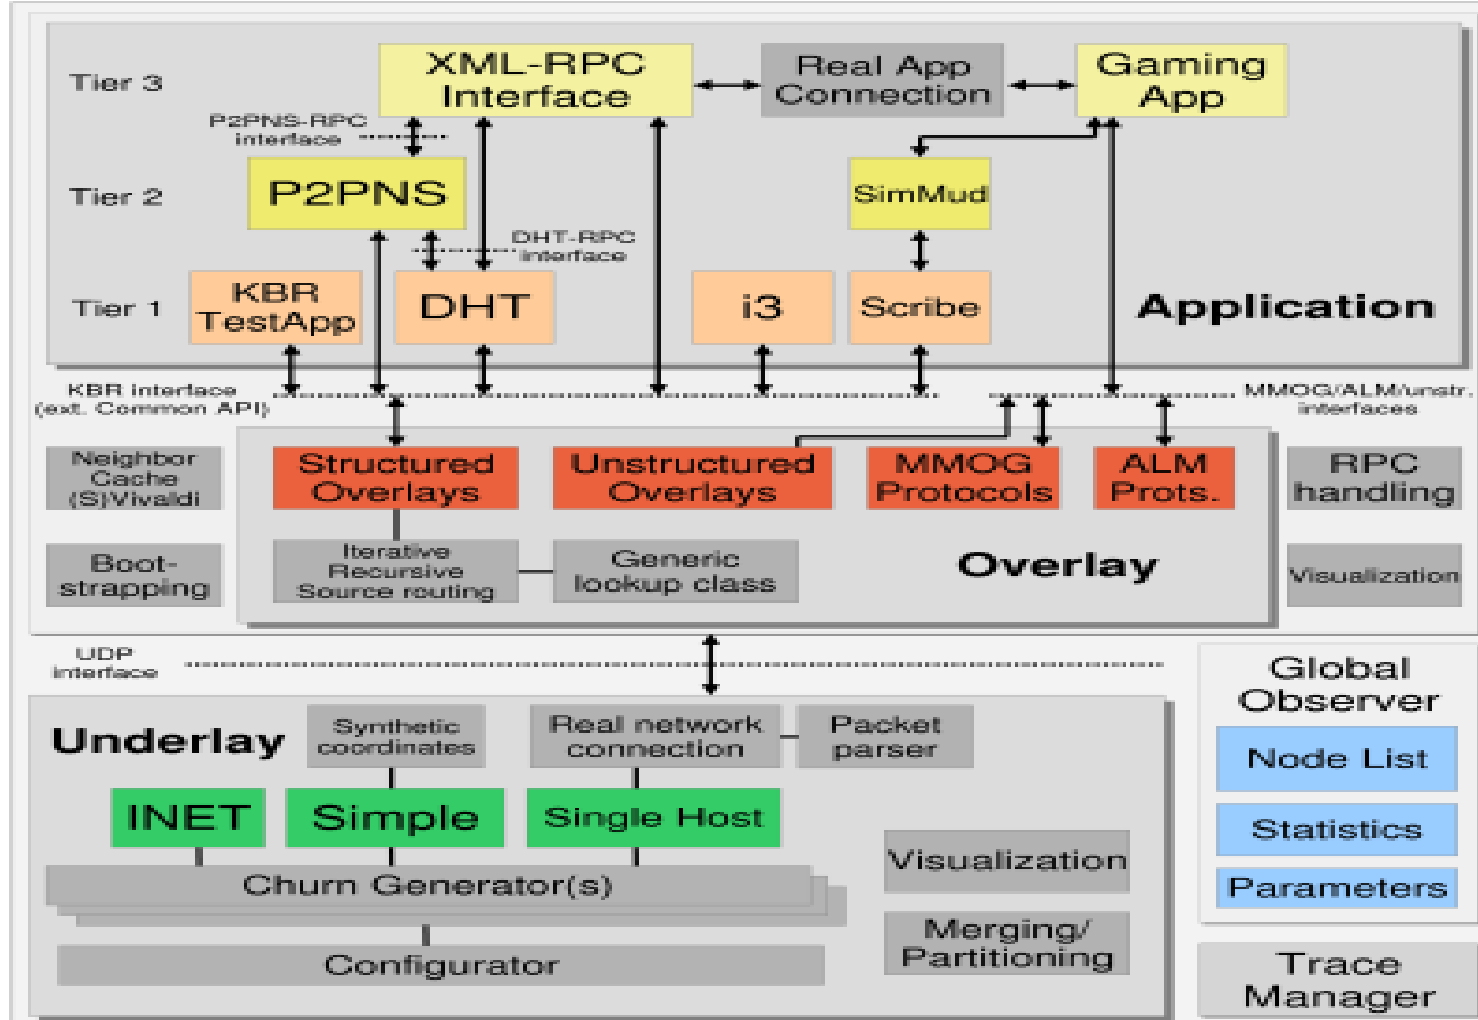 Tier 3
XML-RPC
Interface
Real App
Connection
Gaming
App
P2PNS-RPC
interface
Tier 2
P2PNS
SimMud
DHT-RPC
interface
Tier 1
KBR
TestApp
DHT
i3
Scribe
Application
KBR interface
(ext. Common API)
MMOG/ALM/unstr.
interfaces
Neighbor
Cache
(S)Vivaldi
Structured
Overlays
Unstructured
Overlays
MMOG
Protocols
ALM
Prots.
RPC
handling
Boot-
strapping
Iterative
Recursive
Source routing
Generic
lookup class
Overlay
Visualization
UDP
interface
Underlay
Synthetic
coordinates
Real network
connection
Packet
parser
INET
Simple
Single Host
Churn Generator(s)
Configurator
Visualization
Merging/
Partitioning
Global
Observer
Node List
Statistics
Parameters
Trace
Manager